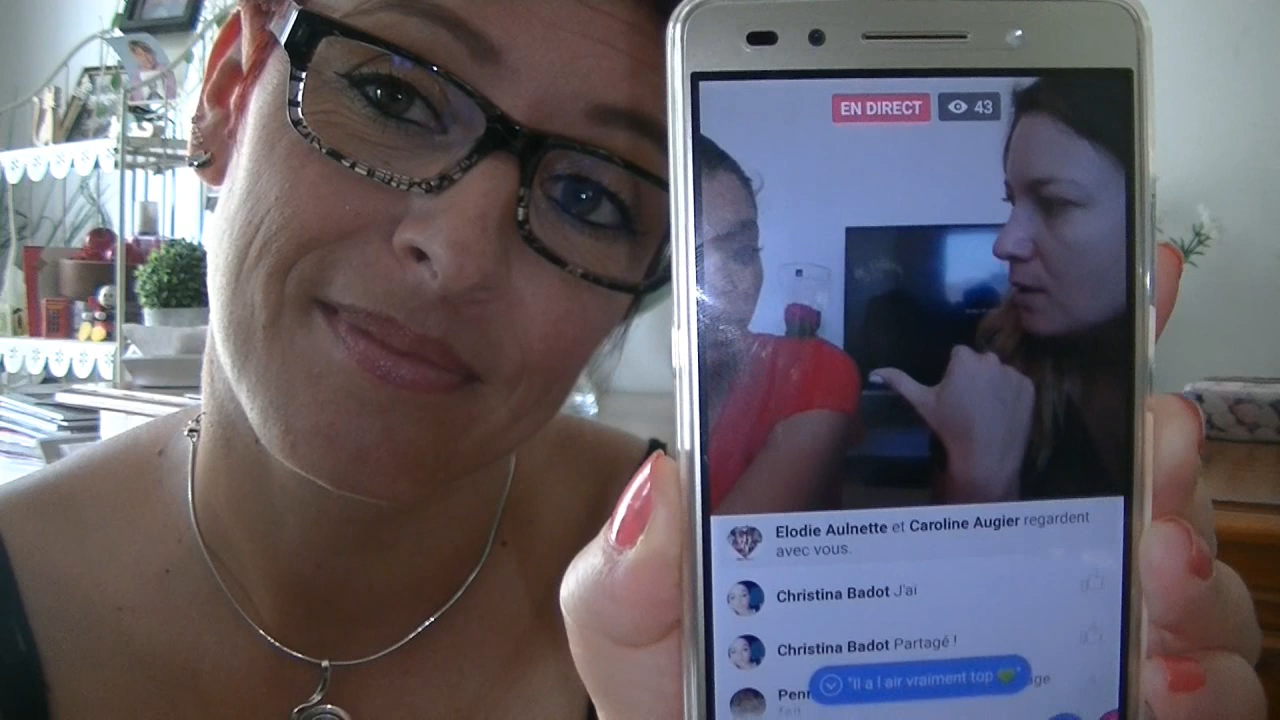 EN DIRECT 43
Elodie Aulnette et Caroline Augier regardent
avec vous.
Christina Badot J'ai
Christina Badot Partagé !
"Il a l air vraiment top 💚"